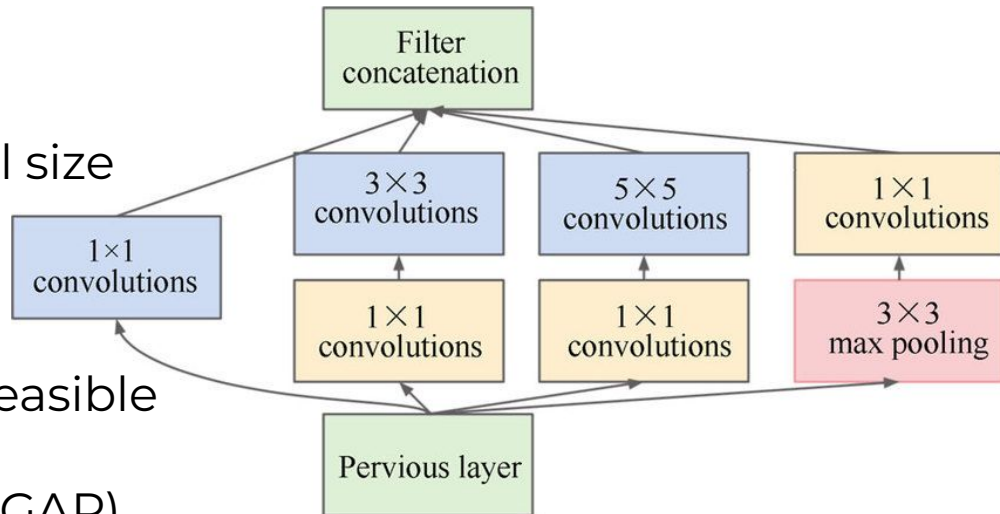 l size
easible
GAP)
Filter
concatenation
1×1
convolutions
3×3
convolutions
5×5
convolutions
1×1
convolutions
1×1
convolutions
1×1
convolutions
3×3
max pooling
Pervious layer